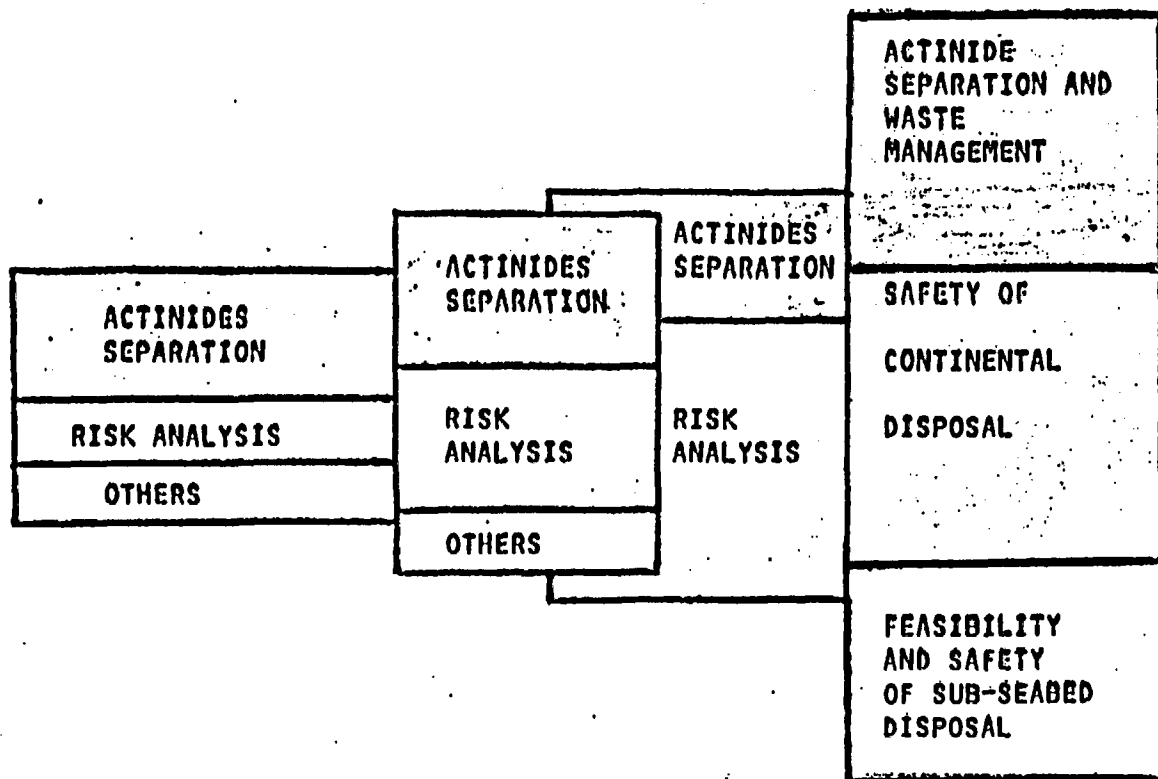 ACTINIDES
SEPARATION
RISK ANALYSIS
OTHERS
ACTINIDES
SEPARATION
RISK
ANALYSIS
OTHERS
ACTINIDES
SEPARATION
RISK
ANALYSIS
ACTINIDE
SEPARATION AND
WASTE
MANAGEMENT
SAFETY OF
CONTINENTAL
DISPOSAL
FEASIBILITY
AND SAFETY
OF SUB-SEABED
DISPOSAL